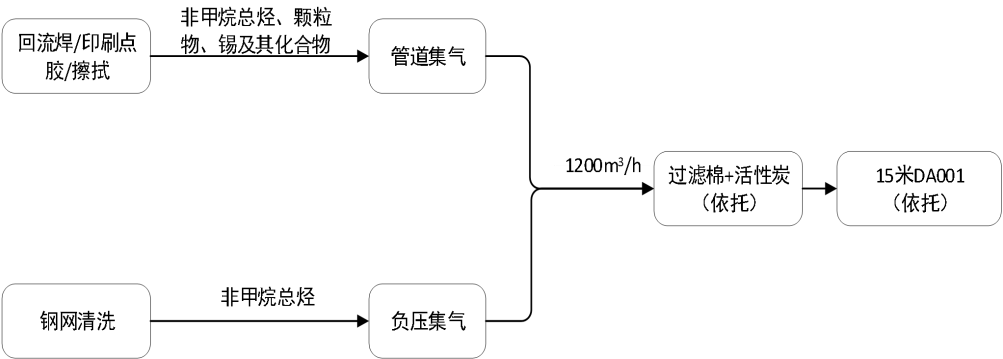 回流焊/印刷点
胶/擦拭
非甲烷总烃、颗粒
物、锡及其化合物
管道集气
1200m³/h
过滤棉+活性炭
（依托）
15米DA001
（依托）
钢网清洗
非甲烷总烃
负压集气